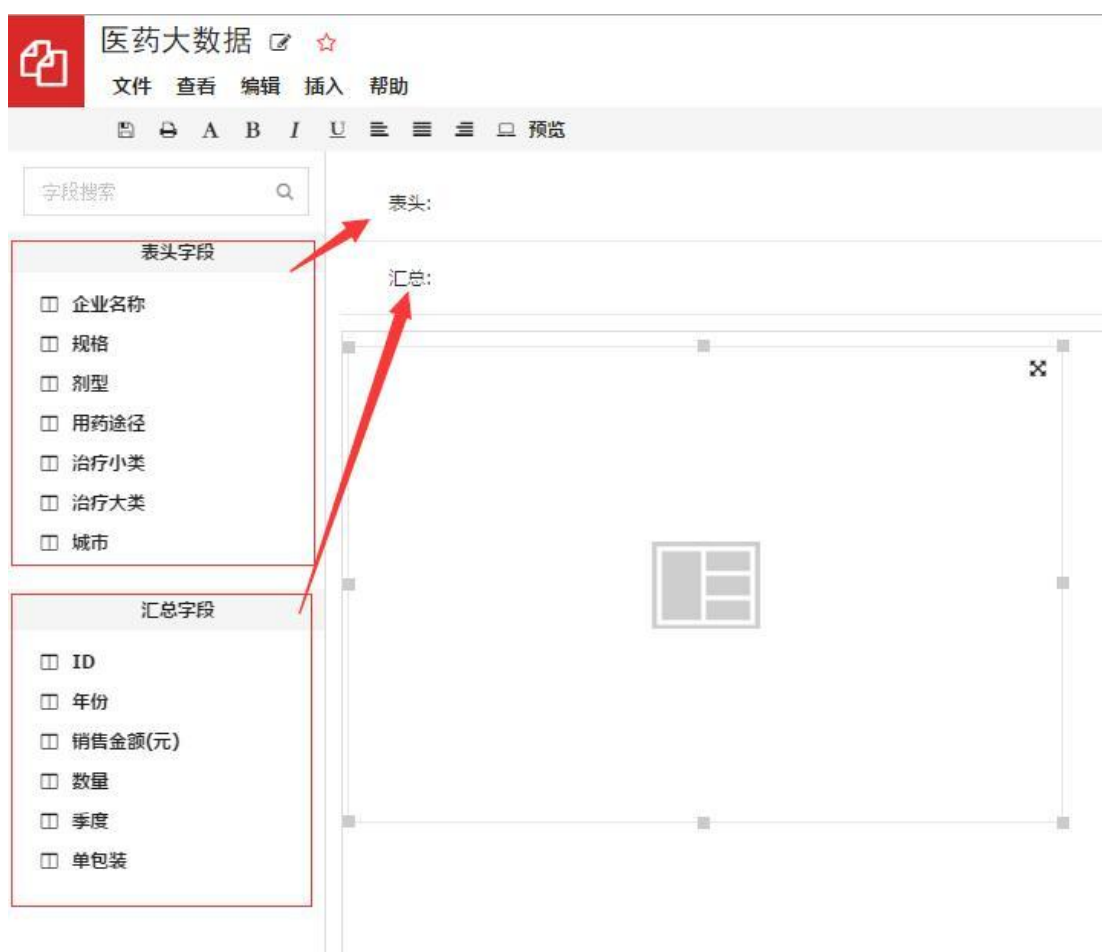 医药大数据
文件 查看 编辑 插入 帮助
A B I U 预览
字段搜索
表头:
表头字段
汇总:
企业名称
规格
剂型
用药途径
治疗小类
治疗大类
城市
汇总字段
ID
年份
销售金额(元)
数量
季度
单包装